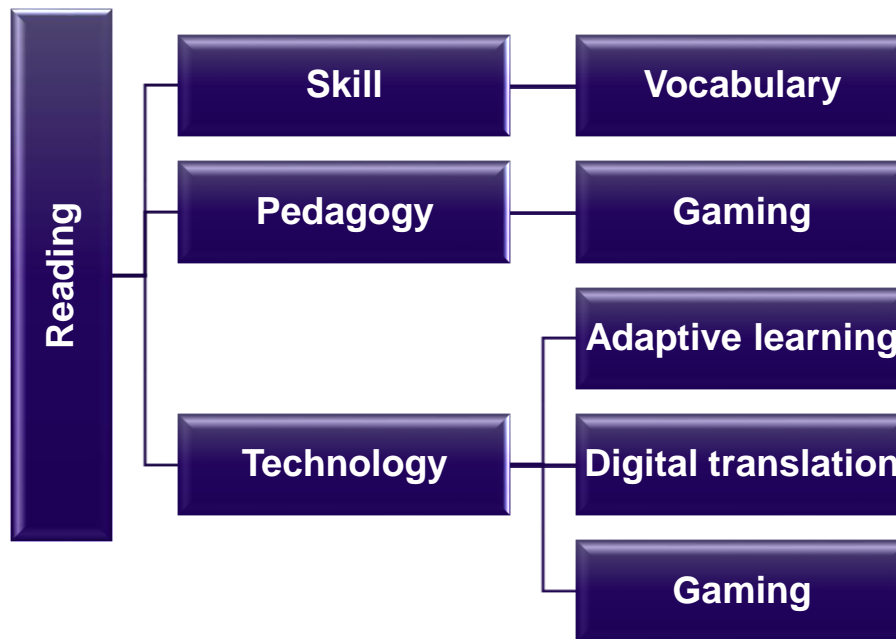 Reading
Skill
Vocabulary
Pedagogy
Gaming
Technology
Adaptive learning
Digital translation
Gaming